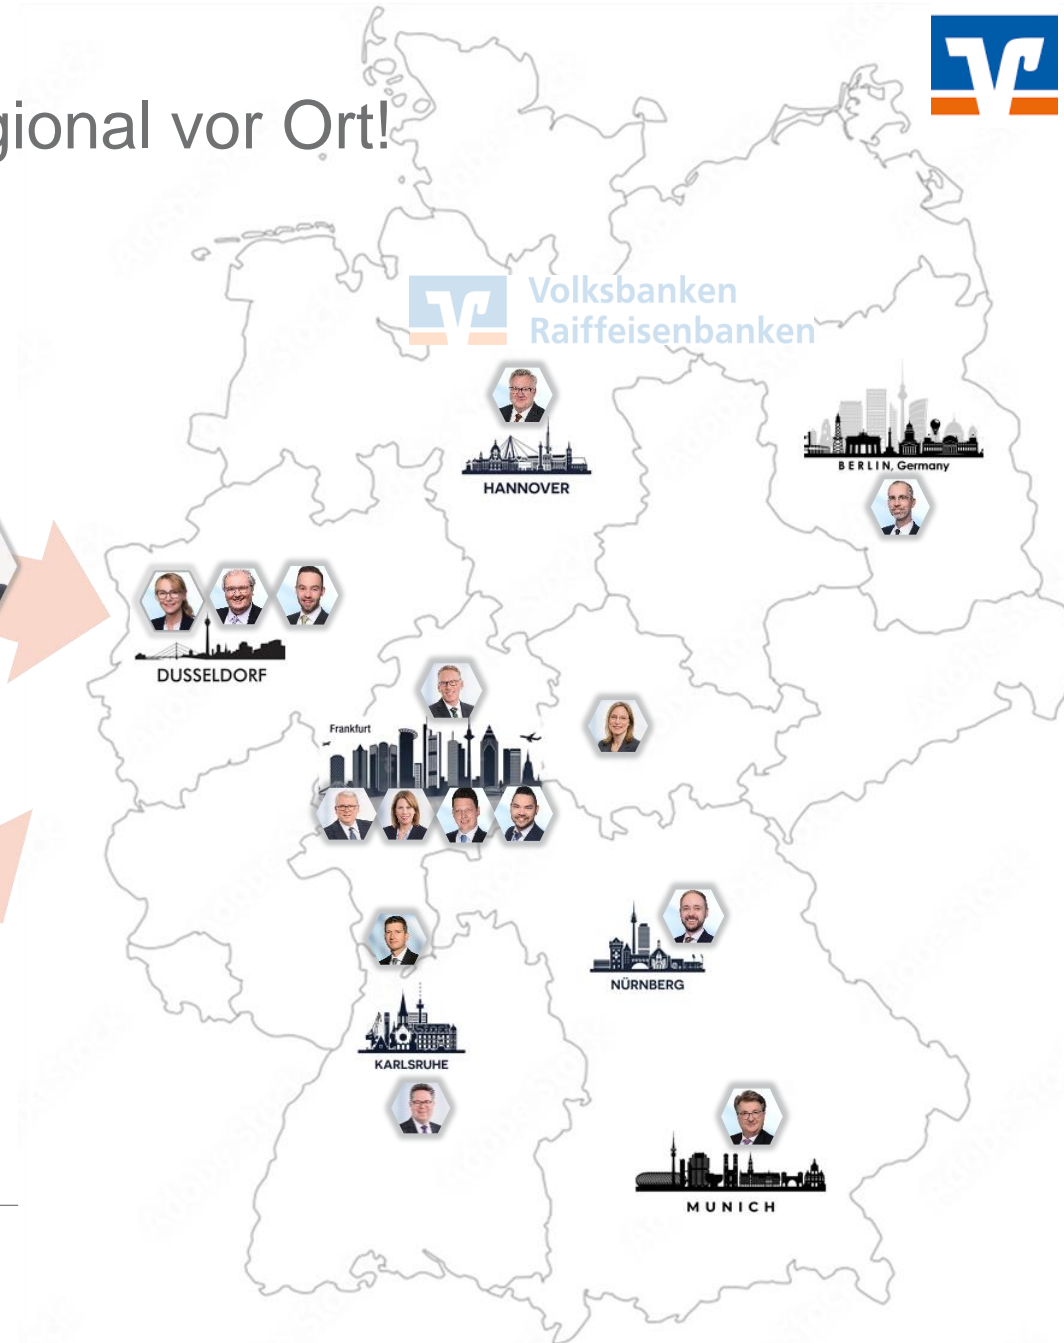 gional vor Ort!
Volksbanken
Raiffeisenbanken
HANNOVER
BERLIN, Germany
DUSSELDORF
Frankfurt
NÜRNBERG
KARLSRUHE
MUNICH